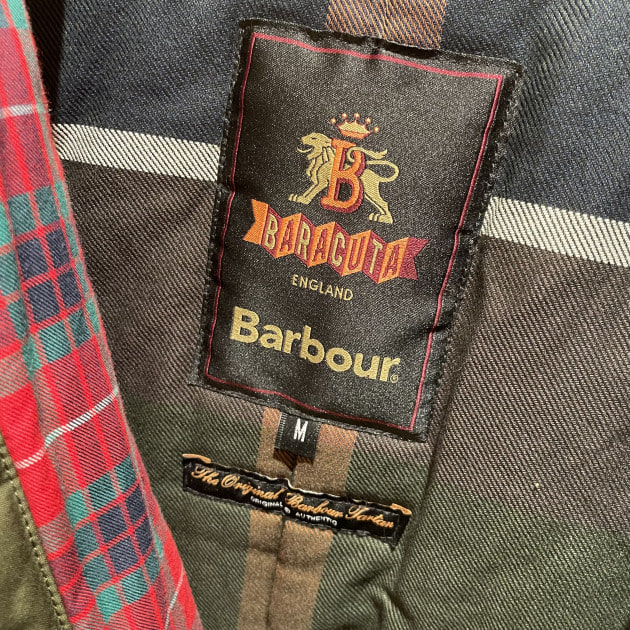 B
BARACUTA
ENGLAND
Barbour®
M
The Original Barbour Tartan
ORIGINAL & AUTHENTIC